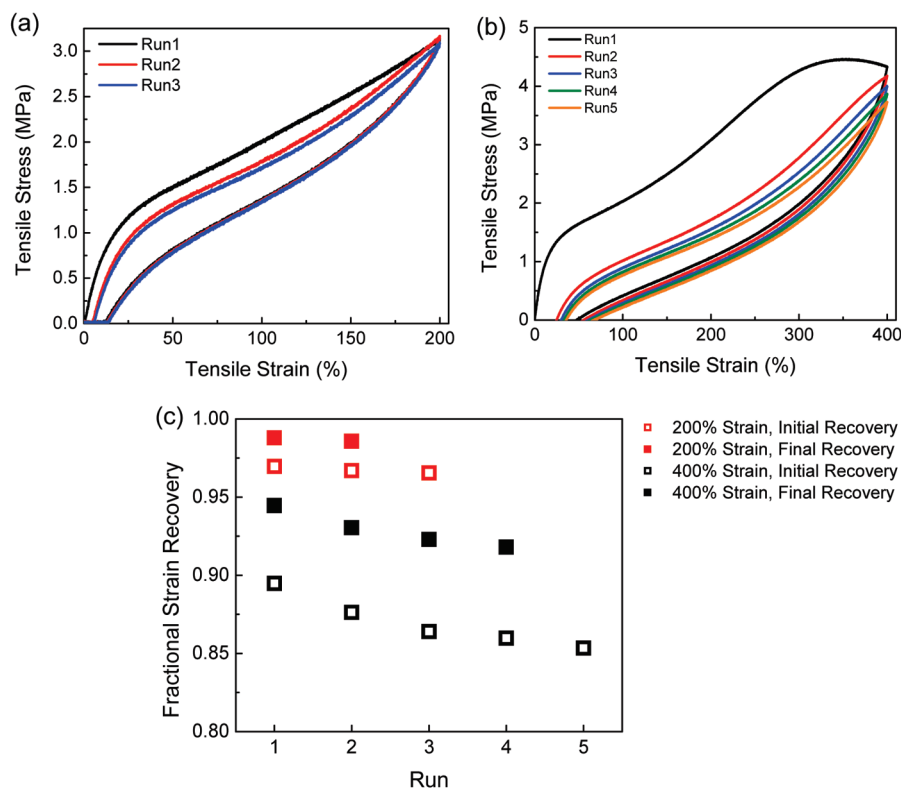 (a)
Run1
Run2
Run3
3.0
2.5
2.0
1.5
1.0
0.5
0.0
0 50 100 150 200
Tensile Stress (MPa)
Tensile Strain (%)
(b)
Run1
Run2
Run3
Run4
Run5
5
4
3
2
1
0
0 100 200 300 400
Tensile Stress (MPa)
Tensile Strain (%)
(c)
1.00
0.95
0.90
0.85
0.80
1 2 3 4 5
Fractional Strain Recovery
Run
200% Strain, Initial Recovery
200% Strain, Final Recovery
400% Strain, Initial Recovery
400% Strain, Final Recovery